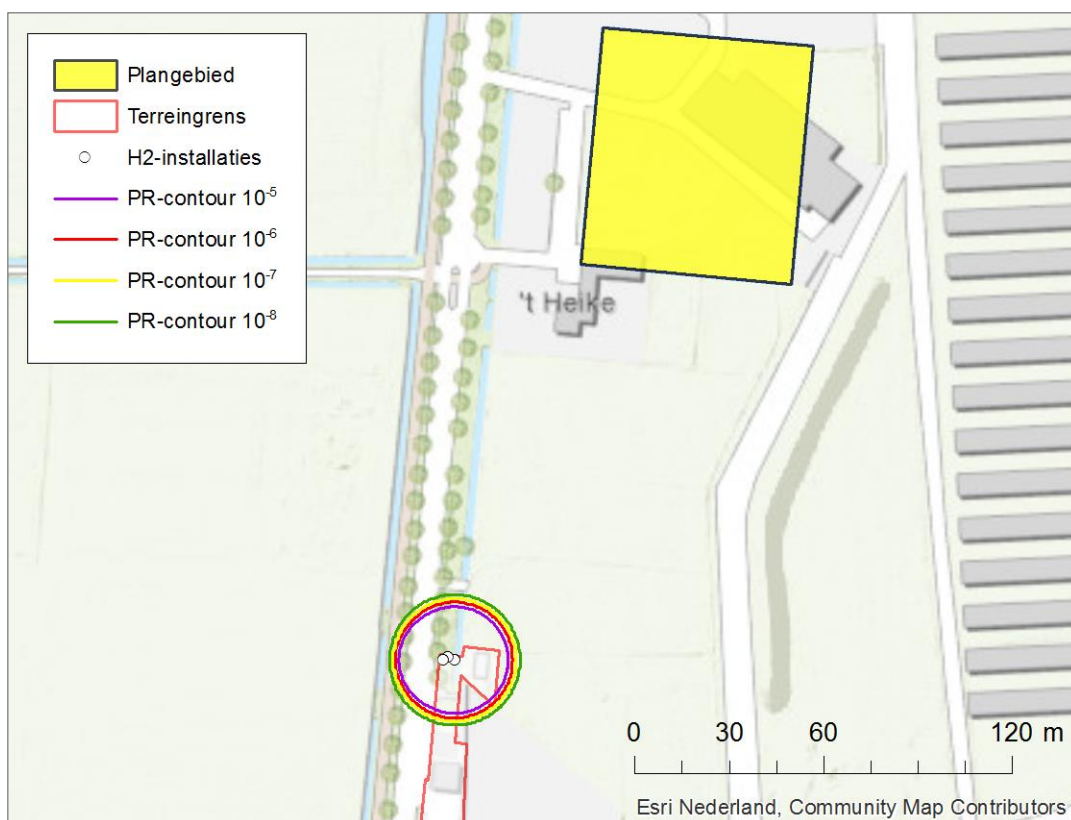 Plangebied
Terreingrens
H2-installaties
PR-contour 10⁻⁵
PR-contour 10⁻⁶
PR-contour 10⁻⁷
PR-contour 10⁻⁸
't Heike
0 30 60 120 m
Esri Nederland, Community Map Contributors